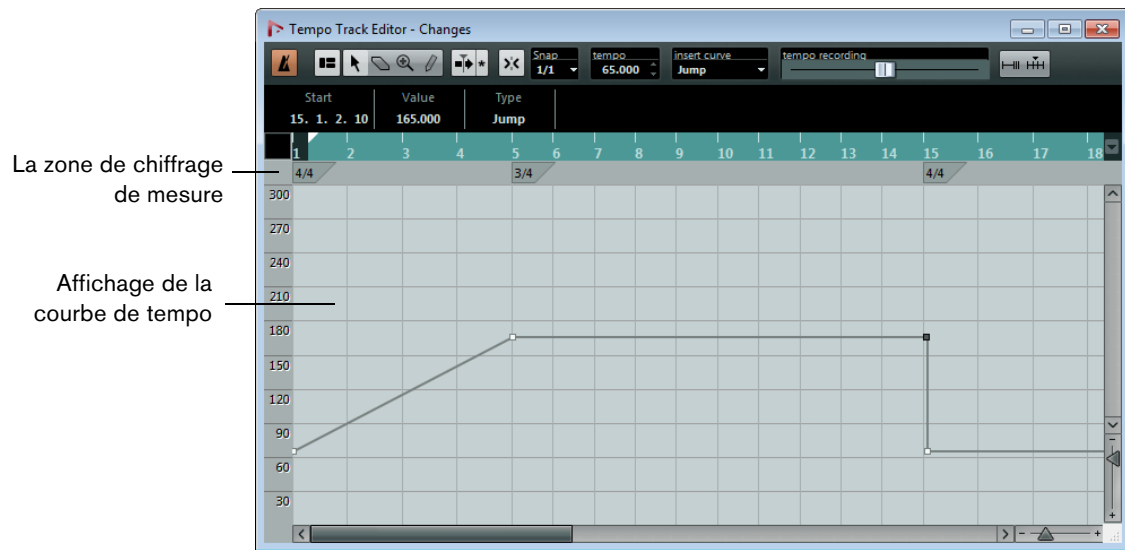 Tempo Track Editor - Changes
Snap
1/1
tempo
65.000
insert curve
Jump
tempo recording
Start Value Type
15. 1. 2. 10 165.000 Jump
1 2 3 4 5 6 7 8 9 10 11 12 13 14 15 16 17 18
La zone de chiffrage
de mesure
4/4 3/4 4/4
300
270
240
Affichage de la
courbe de tempo
210
180
150
120
90
60
30